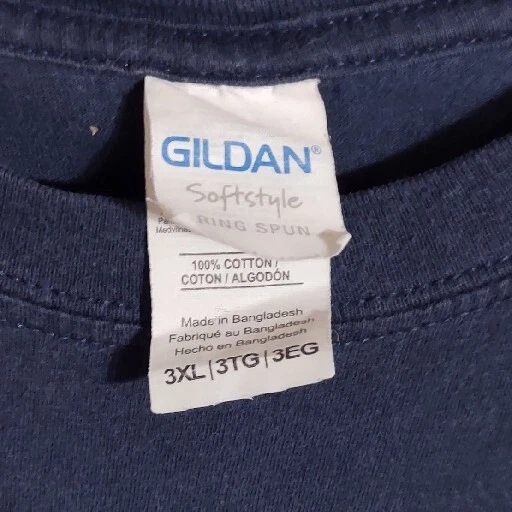 GILDAN®
Softstyle
RING SPUN
100% COTTON /
COTON / ALGODÓN
Made in Bangladesh
Fabriqué au Bangladesh
Hecho en Bangladesh
3XL | 3TG | 3EG